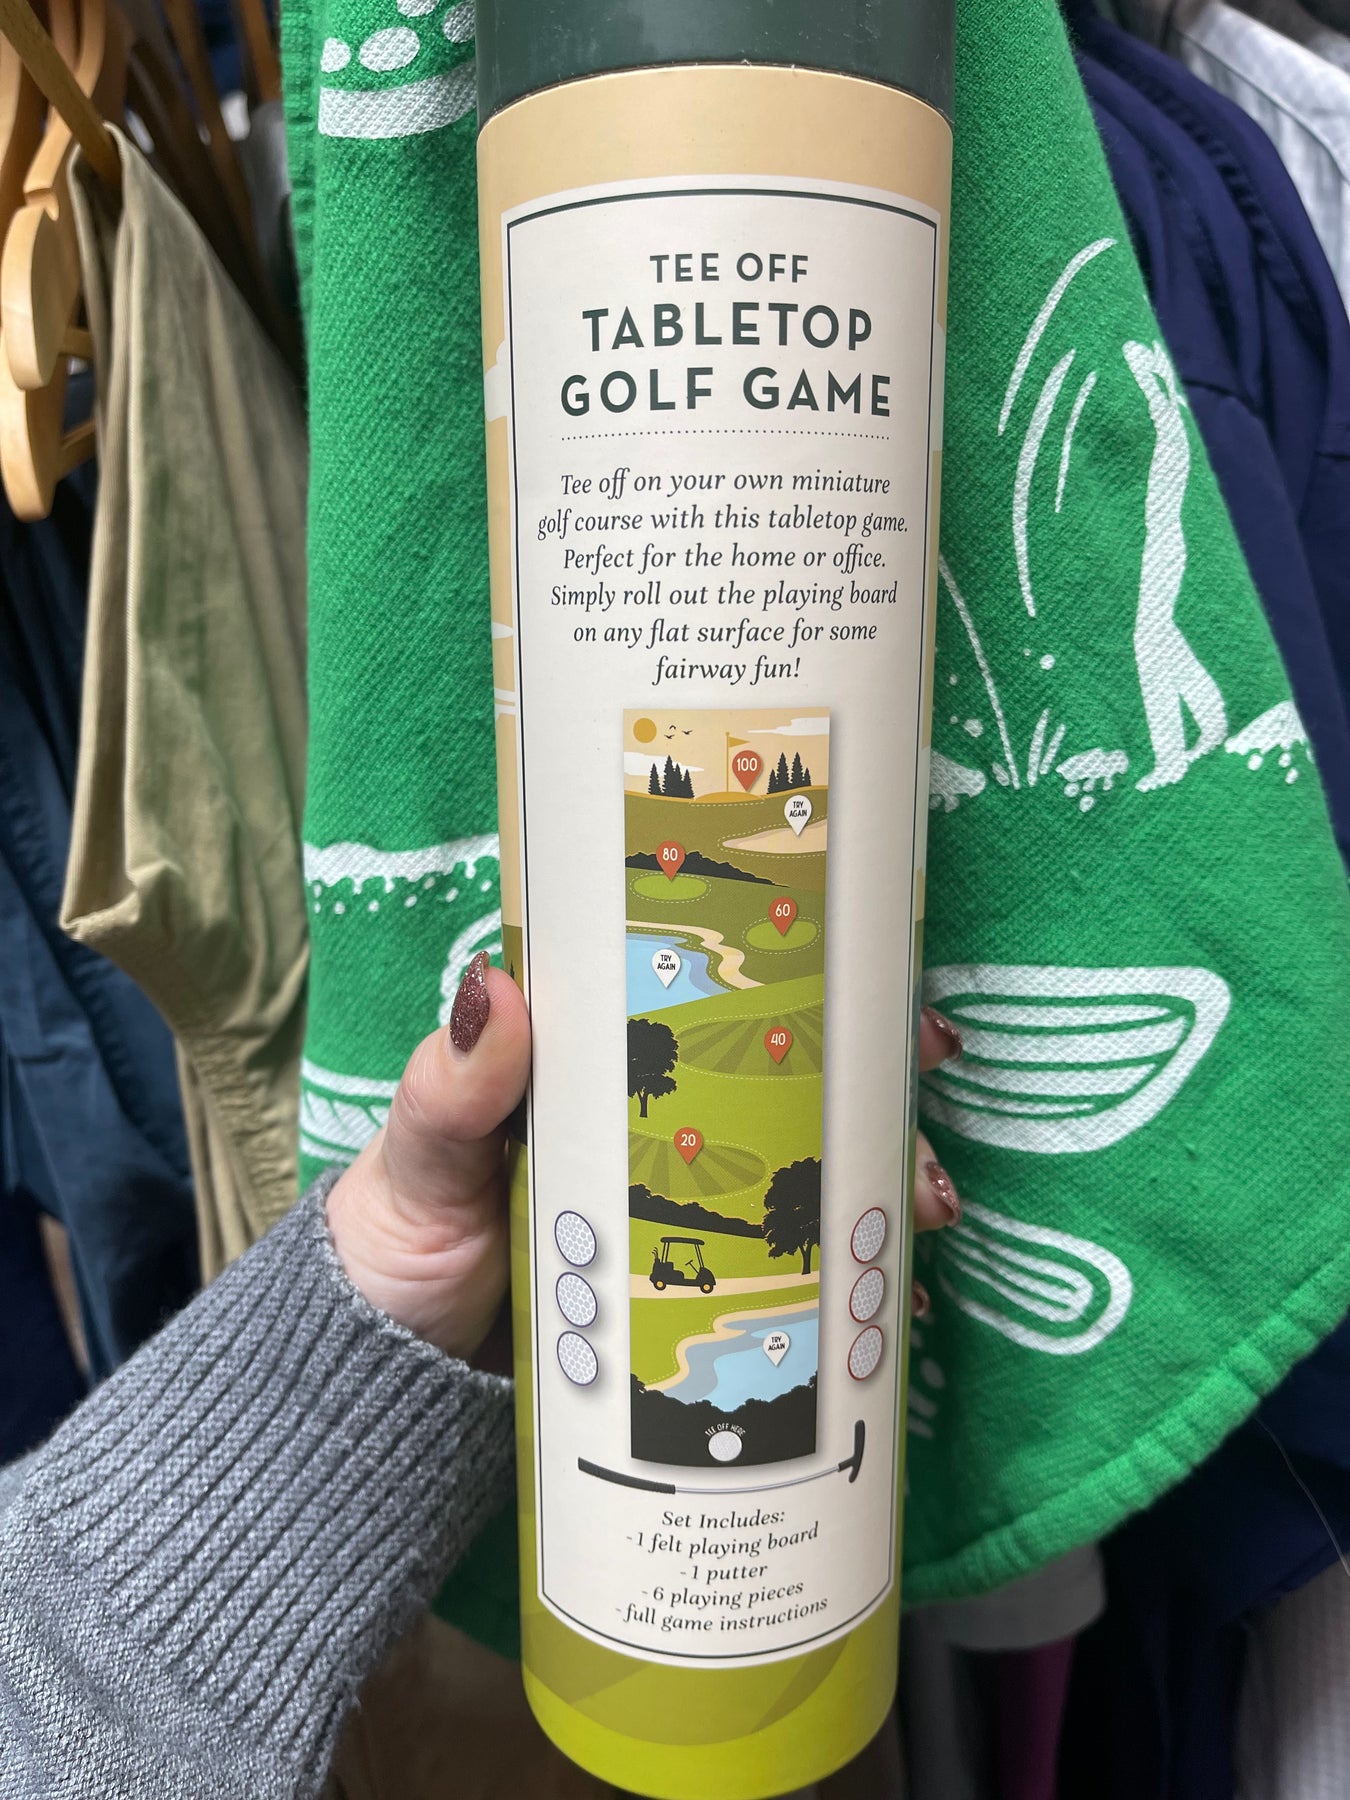 TEE OFF
TABLETOP
GOLF GAME
Tee off on your own miniature
golf course with this tabletop game.
Perfect for the home or office.
Simply roll out the playing board
on any flat surface for some
fairway fun!
100
TRY
AGAIN
80
60
TRY
AGAIN
40
20
TRY
AGAIN
TEE OFF HERE
Set Includes:
-1 felt playing board
-1 putter
-6 playing pieces
-full game instructions